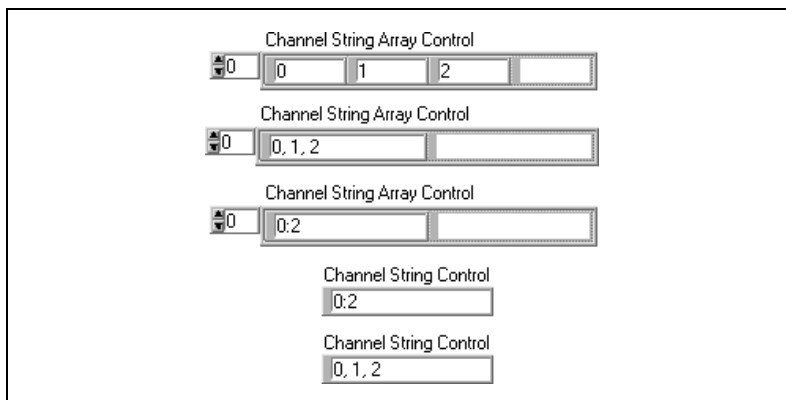 Channel String Array Control
0 0 1 2
Channel String Array Control
0 0, 1, 2
Channel String Array Control
0 0:2
Channel String Control
0:2
Channel String Control
0, 1, 2